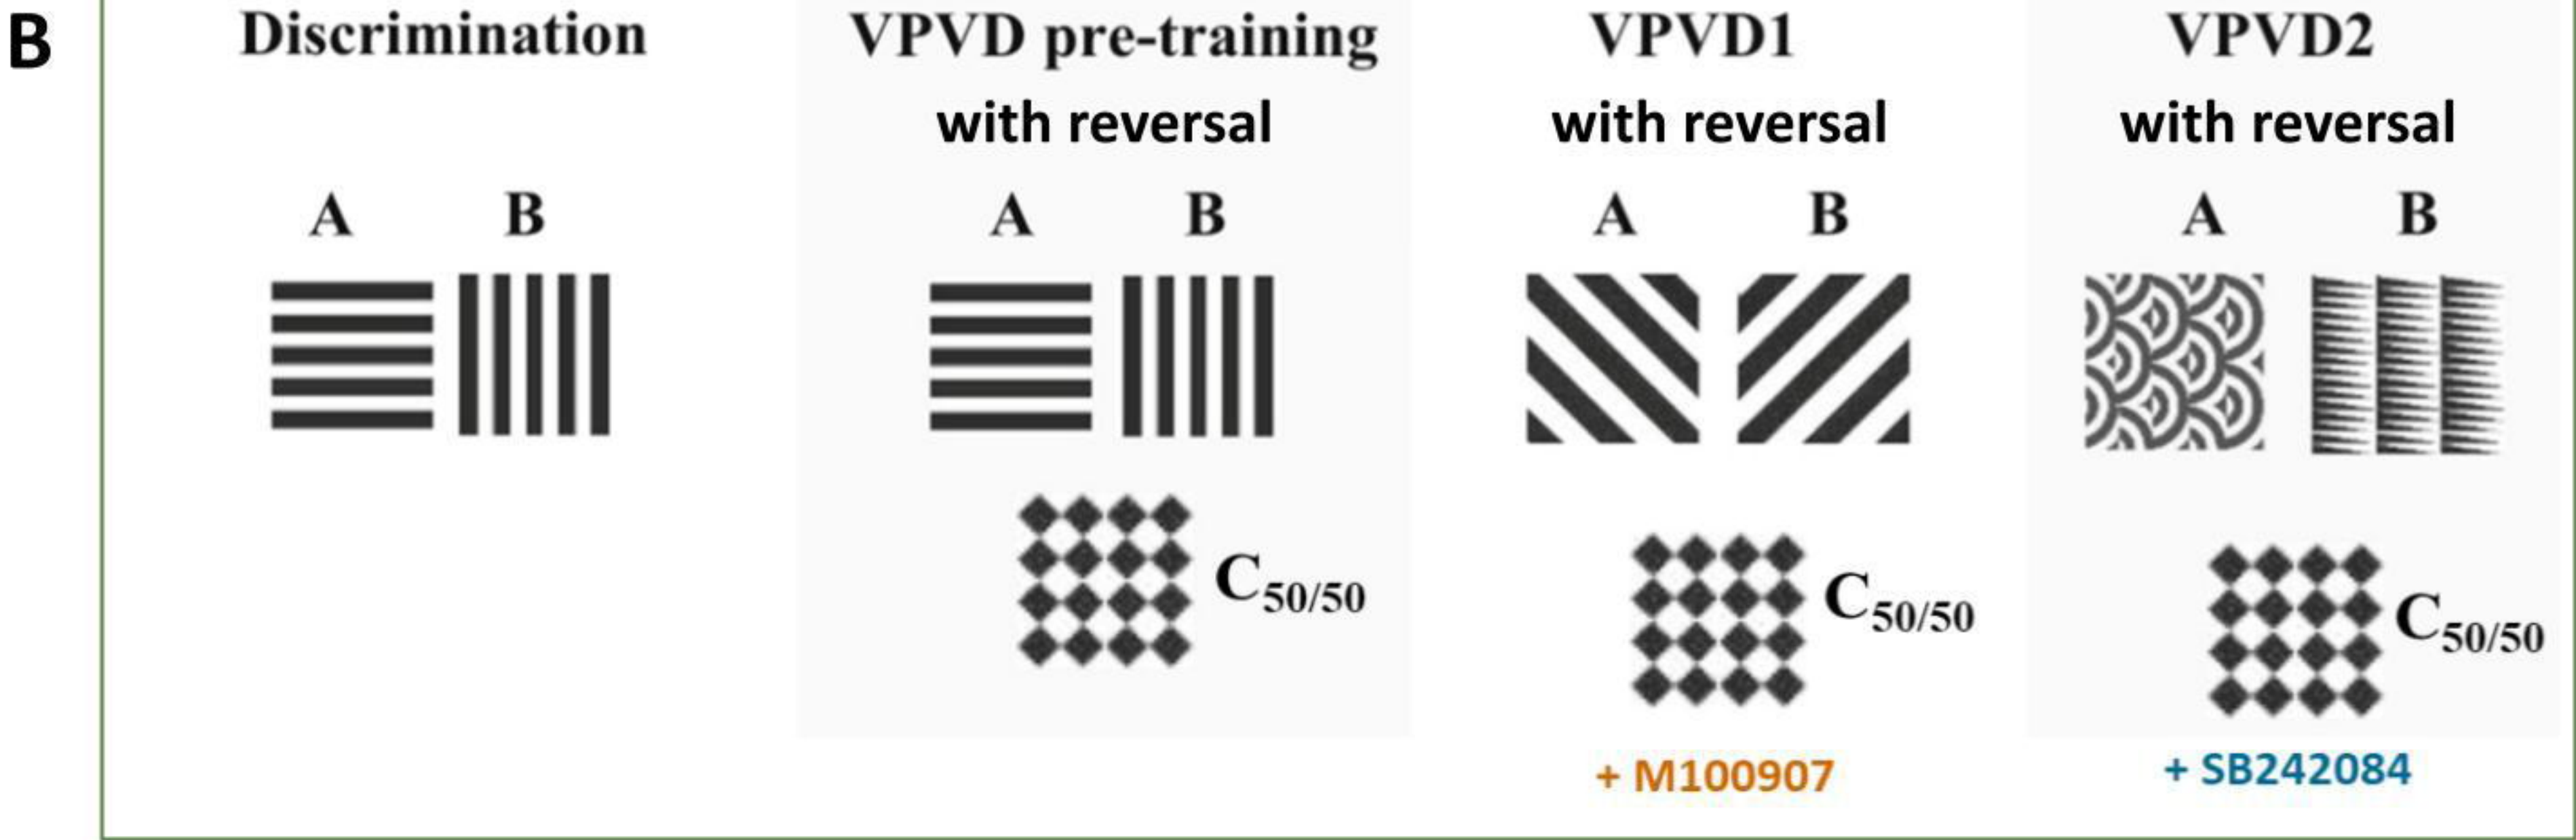 B
Discrimination
A B
VPVD pre-training
with reversal
A B
C50/50
VPVD1
with reversal
A B
C50/50
+ M100907
VPVD2
with reversal
A B
C50/50
+ SB242084